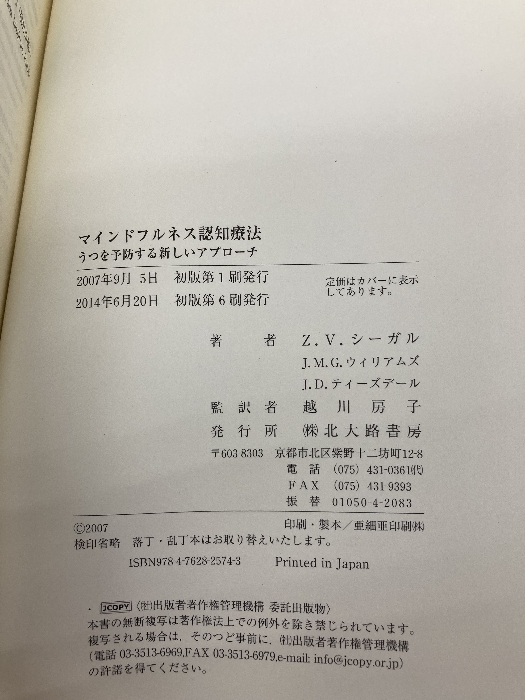 マインドフルネス認知療法
うつを予防する新しいアプローチ
2007年9月 5日 初版第1刷発行
2014年6月20日 初版第6刷発行
定価はカバーに表示
してあります。
著者 Z.V.シーガル
J.M.G.ウィリアムズ
J.D.ティーズデール
監訳者 越川房子
発行所 ㈱北大路書房
〒603-8303 京都市北区紫野十二坊町12-8
電話 (075) 431-0361㈹
FAX (075) 431-9393
振替 01050-4-2083
©2007 印刷・製本／亜細亜印刷㈱
検印省略 落丁・乱丁本はお取り替えいたします。
ISBN978-4-7628-2574-3 Printed in Japan
・JCOPY〈㈳出版者著作権管理機構 委託出版物〉
本書の無断複写は著作権法上での例外を除き禁じられています。
複写される場合は，そのつど事前に，㈳出版者著作権管理機構
(電話 03-3513-6969,FAX 03-3513-6979,e-mail: info@jcopy.or.jp)
の許諾を得てください。